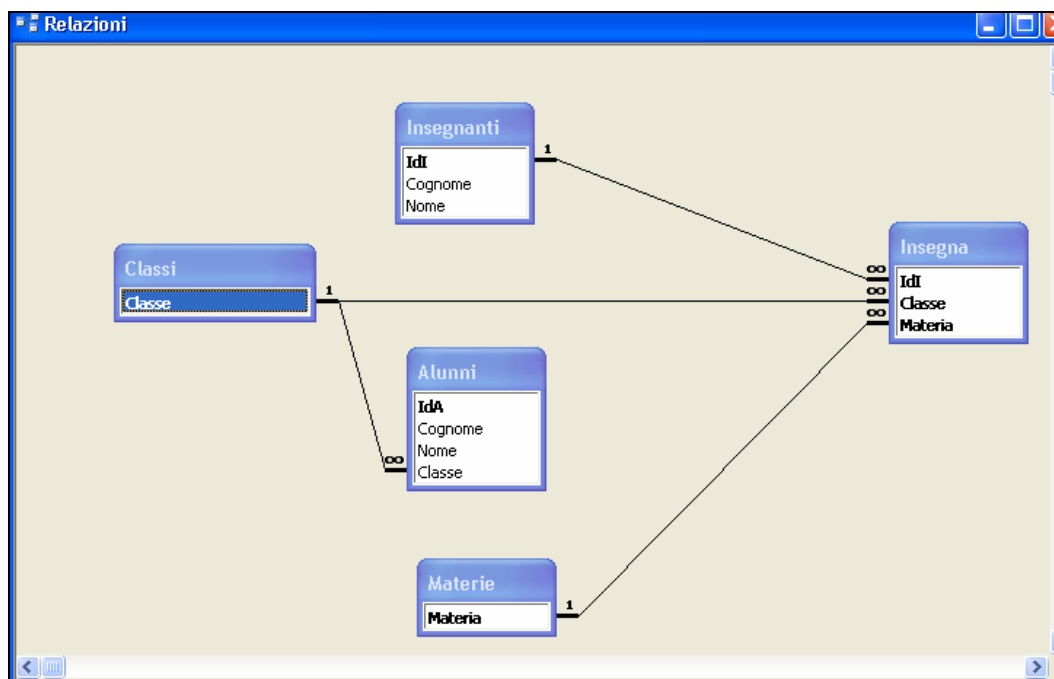 Relazioni
Insegnanti
IdI
Cognome
Nome
1
Classi
Classe
1
Insegna
IdI
Classe
Materia
∞
∞
∞
Alunni
IdA
Cognome
Nome
Classe
∞
Materie
Materia
1